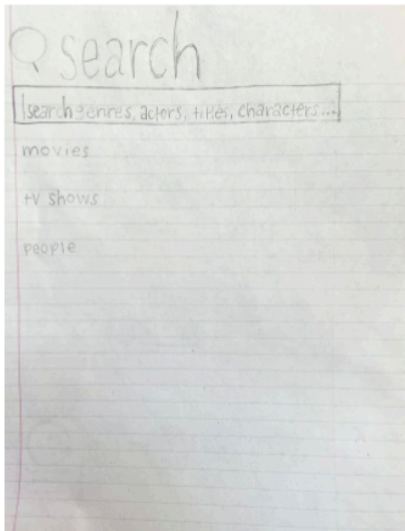 search
search genres, actors, titles, characters...
movies
tv shows
people